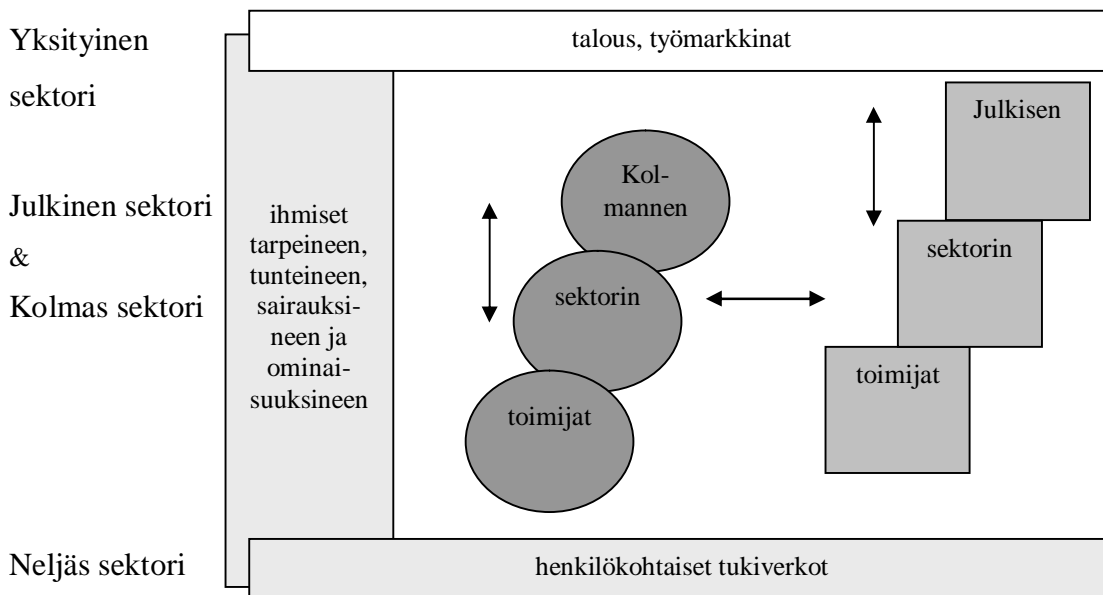 Yksityinen
sektori
Julkinen sektori
&
Kolmas sektori
Neljäs sektori
talous, työmarkkinat
ihmiset
tarpeineen,
tunteineen,
sairauksi-
neen ja
ominai-
suuksineen
Kol-
mannen
sektorin
toimijat
Julkisen
sektorin
toimijat
henkilökohtaiset tukiverkot